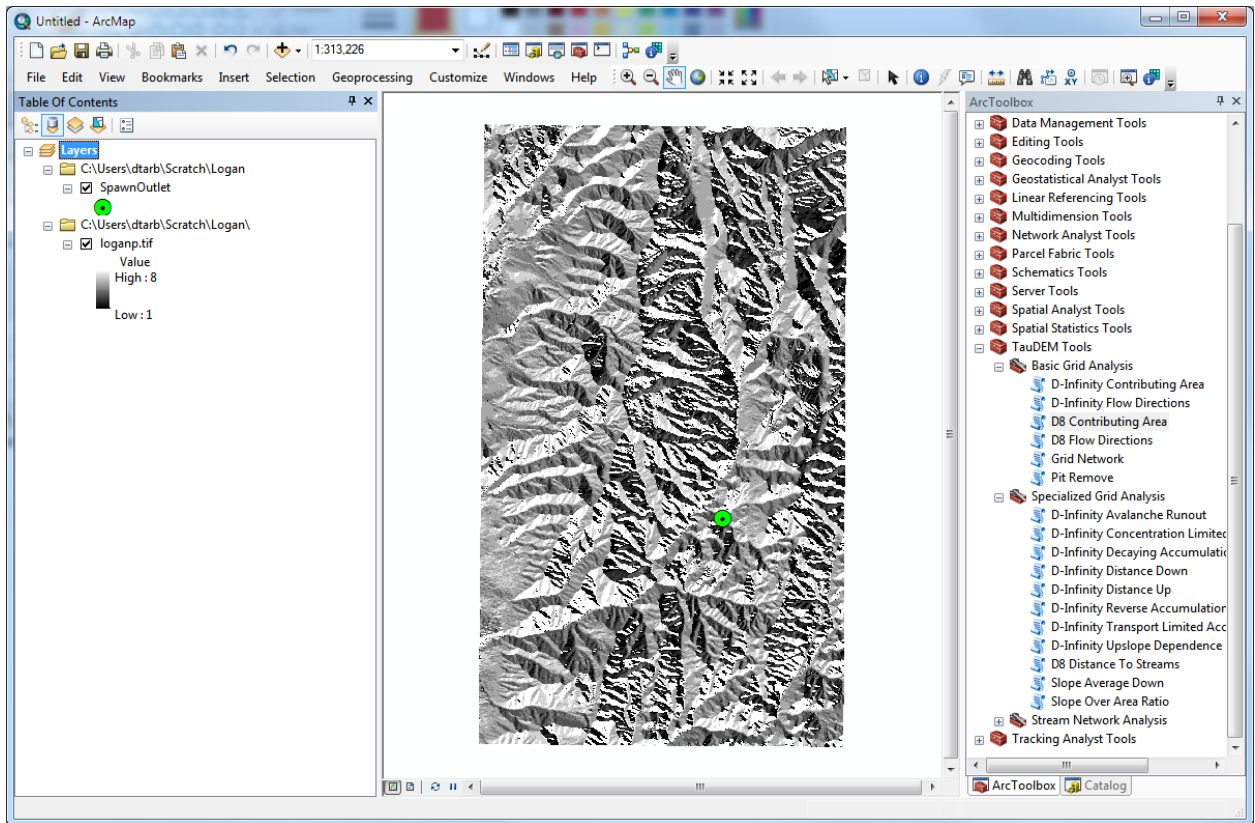 Untitled - ArcMap
1:313,226
File Edit View Bookmarks Insert Selection Geoprocessing Customize Windows Help
Table Of Contents
Layers
C:\Users\dtarb\Scratch\Logan
SpawnOutlet
C:\Users\dtarb\Scratch\Logan\
loganp.tif
Value
High : 8
Low : 1
ArcToolbox
Data Management Tools
Editing Tools
Geocoding Tools
Geostatistical Analyst Tools
Linear Referencing Tools
Multidimension Tools
Network Analyst Tools
Parcel Fabric Tools
Schematics Tools
Server Tools
Spatial Analyst Tools
Spatial Statistics Tools
TauDEM Tools
Basic Grid Analysis
D-Infinity Contributing Area
D-Infinity Flow Directions
D8 Contributing Area
D8 Flow Directions
Grid Network
Pit Remove
Specialized Grid Analysis
D-Infinity Avalanche Runout
D-Infinity Concentration Limited
D-Infinity Decaying Accumulatio
D-Infinity Distance Down
D-Infinity Distance Up
D-Infinity Reverse Accumulation
D-Infinity Transport Limited Acc
D-Infinity Upslope Dependence
D8 Distance To Streams
Slope Average Down
Slope Over Area Ratio
Stream Network Analysis
Tracking Analyst Tools
ArcToolbox Catalog